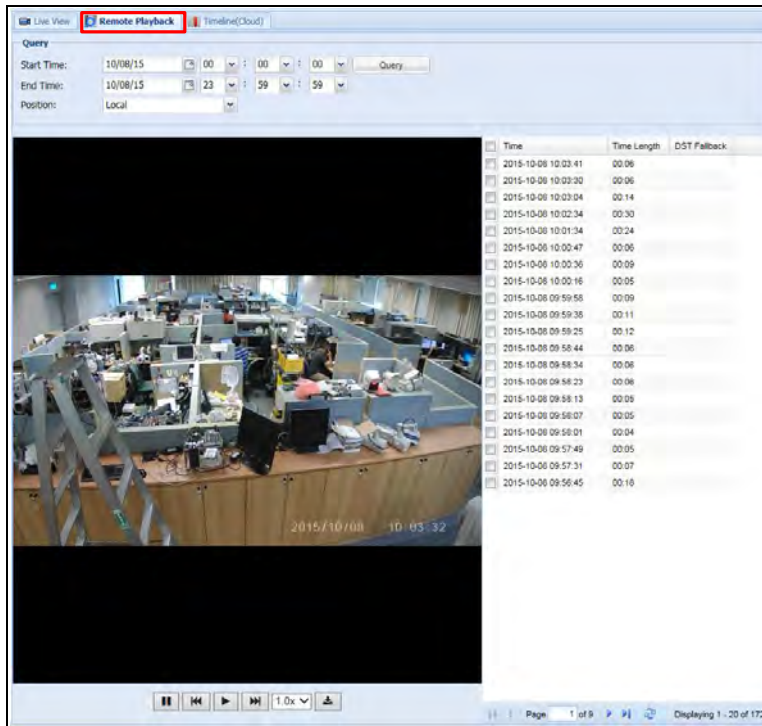 Live View Remote Playback Timeline(Cloud)
Query
Start Time: 10/08/15 00 : 00 : 00 Query
End Time: 10/08/15 23 : 59 : 59
Position: Local
Time Time Length DST Fallback
2015-10-08 10:03:41 00:06
2015-10-08 10:03:30 00:06
2015-10-08 10:03:04 00:14
2015-10-08 10:02:34 00:30
2015-10-08 10:01:34 00:24
2015-10-08 10:00:47 00:06
2015-10-08 10:00:36 00:09
2015-10-08 10:00:16 00:05
2015-10-08 09:59:58 00:09
2015-10-08 09:59:38 00:11
2015-10-08 09:59:25 00:12
2015-10-08 09:58:44 00:06
2015-10-08 09:58:34 00:06
2015-10-08 09:58:23 00:06
2015-10-08 09:58:13 00:05
2015-10-08 09:58:07 00:05
2015-10-08 09:58:01 00:04
2015-10-08 09:57:49 00:05
2015-10-08 09:57:31 00:07
2015-10-08 09:56:45 00:16
2015/10/08 10:03:32
1.0x
Page 1 of 9 Displaying 1 - 20 of